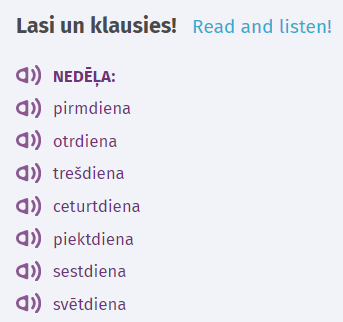 Lasi un klausies! Read and listen!
NEDĒĻA:
pirmdiena
otrdiena
trešdiena
ceturtdiena
piektdiena
sestdiena
svētdiena